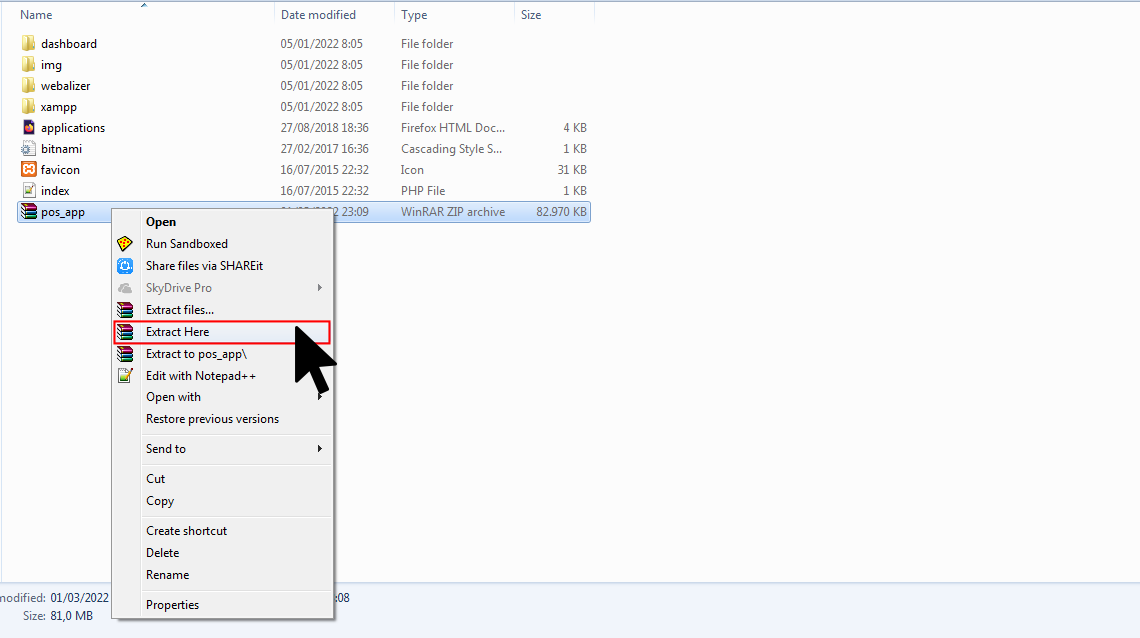 Name Date modified Type Size
dashboard 05/01/2022 8:05 File folder
img 05/01/2022 8:05 File folder
webalizer 05/01/2022 8:05 File folder
xampp 05/01/2022 8:05 File folder
applications 27/08/2018 18:36 Firefox HTML Doc... 4 KB
bitnami 27/02/2017 16:36 Cascading Style S... 1 KB
favicon 16/07/2015 22:32 Icon 31 KB
index 16/07/2015 22:32 PHP File 1 KB
pos_app 23:09 WinRAR ZIP archive 82.970 KB
Open
Run Sandboxed
Share files via SHAREit
SkyDrive Pro
Extract files...
Extract Here
Extract to pos_app\
Edit with Notepad++
Open with
Restore previous versions
Send to
Cut
Copy
Create shortcut
Delete
Rename
Properties
modified: 01/03/2022 :08
Size: 81,0 MB